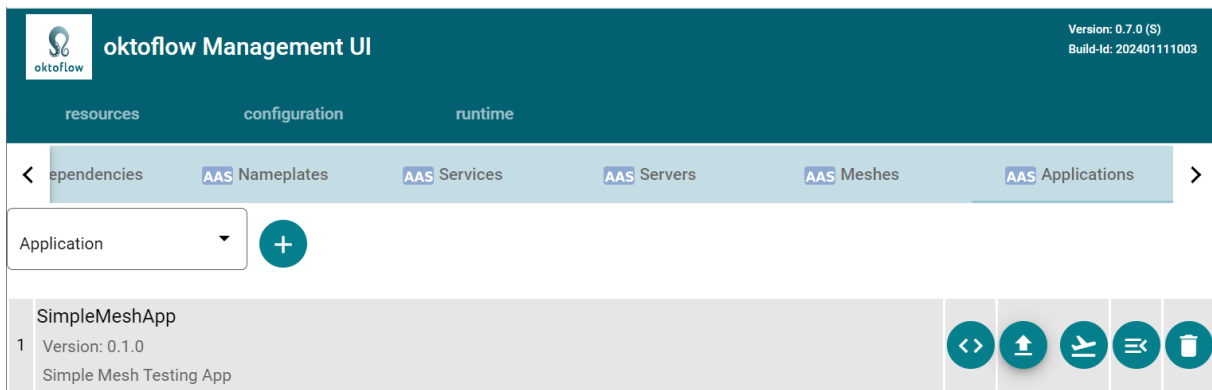 oktoflow
oktoflow Management UI
Version: 0.7.0 (S)
Build-Id: 202401111003
resources configuration runtime
ependencies AAS Nameplates AAS Services AAS Servers AAS Meshes AAS Applications
Application
SimpleMeshApp
1 Version: 0.1.0
Simple Mesh Testing App